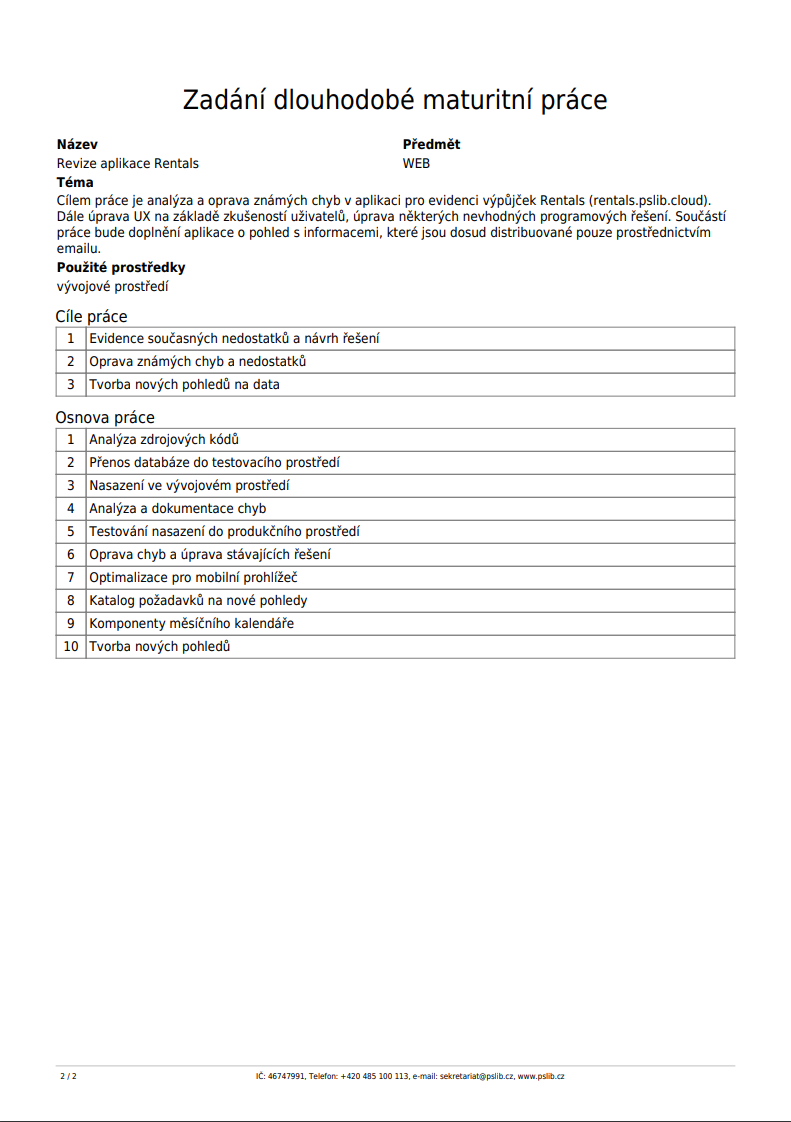 Zadání dlouhodobé maturitní práce
Název Předmět
Revize aplikace Rentals WEB
Téma
Cílem práce je analýza a oprava známých chyb v aplikaci pro evidenci výpůjček Rentals (rentals.pslib.cloud).
Dále úprava UX na základě zkušeností uživatelů, úprava některých nevhodných programových řešení. Součástí
práce bude doplnění aplikace o pohled s informacemi, které jsou dosud distribuované pouze prostřednictvím
emailu.
Použité prostředky
vývojové prostředí
Cíle práce
1 Evidence současných nedostatků a návrh řešení
2 Oprava známých chyb a nedostatků
3 Tvorba nových pohledů na data
Osnova práce
1 Analýza zdrojových kódů
2 Přenos databáze do testovacího prostředí
3 Nasazení ve vývojovém prostředí
4 Analýza a dokumentace chyb
5 Testování nasazení do produkčního prostředí
6 Oprava chyb a úprava stávajících řešení
7 Optimalizace pro mobilní prohlížeč
8 Katalog požadavků na nové pohledy
9 Komponenty měsíčního kalendáře
10 Tvorba nových pohledů
2 / 2 IČ: 46747991, Telefon: +420 485 100 113, e-mail: sekretariat@pslib.cz, www.pslib.cz